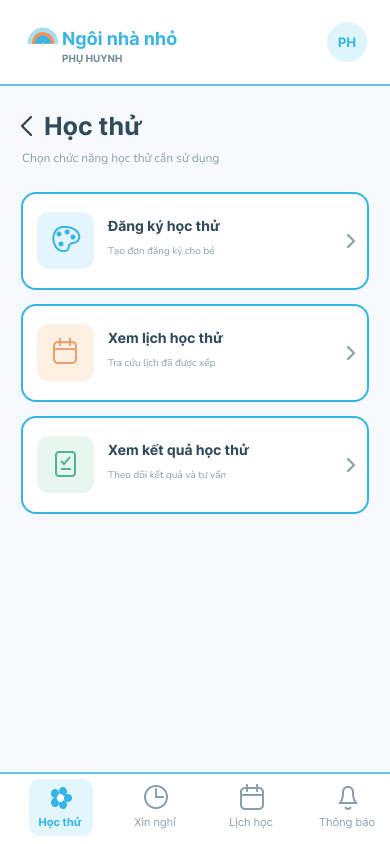 Ngôi nhà nhỏ
PHỤ HUYNH
PH
Học thử
Chọn chức năng học thử cần sử dụng
Đăng ký học thử
Tạo đơn đăng ký cho bé
Xem lịch học thử
Tra cứu lịch đã được xếp
Xem kết quả học thử
Theo dõi kết quả và tư vấn
Học thử
Xin nghỉ
Lịch học
Thông báo